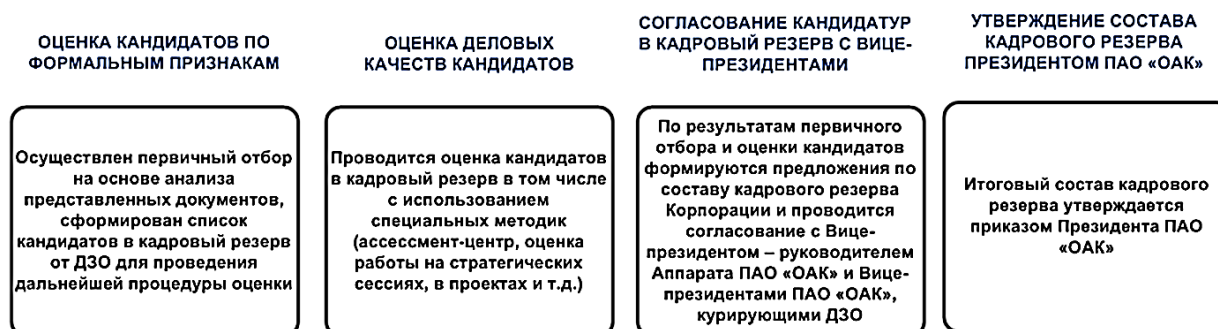 ОЦЕНКА КАНДИДАТОВ ПО
ФОРМАЛЬНЫМ ПРИЗНАКАМ
Осуществлен первичный отбор
на основе анализа
представленных документов,
сформирован список
кандидатов в кадровый резерв
от ДЗО для проведения
дальнейшей процедуры оценки
ОЦЕНКА ДЕЛОВЫХ
КАЧЕСТВ КАНДИДАТОВ
Проводится оценка кандидатов
в кадровый резерв в том числе
с использованием
специальных методик
(ассессмент-центр, оценка
работы на стратегических
сессиях, в проектах и т.д.)
СОГЛАСОВАНИЕ КАНДИДАТУР
В КАДРОВЫЙ РЕЗЕРВ С ВИЦЕ-
ПРЕЗИДЕНТАМИ
По результатам первичного
отбора и оценки кандидатов
формируются предложения по
составу кадрового резерва
Корпорации и проводится
согласование с Вице-
президентом – руководителем
Аппарата ПАО «ОАК» и Вице-
президентами ПАО «ОАК»,
курирующими ДЗО
УТВЕРЖДЕНИЕ СОСТАВА
КАДРОВОГО РЕЗЕРВА
ПРЕЗИДЕНТОМ ПАО «ОАК»
Итоговый состав кадрового
резерва утверждается
приказом Президента ПАО
«ОАК»